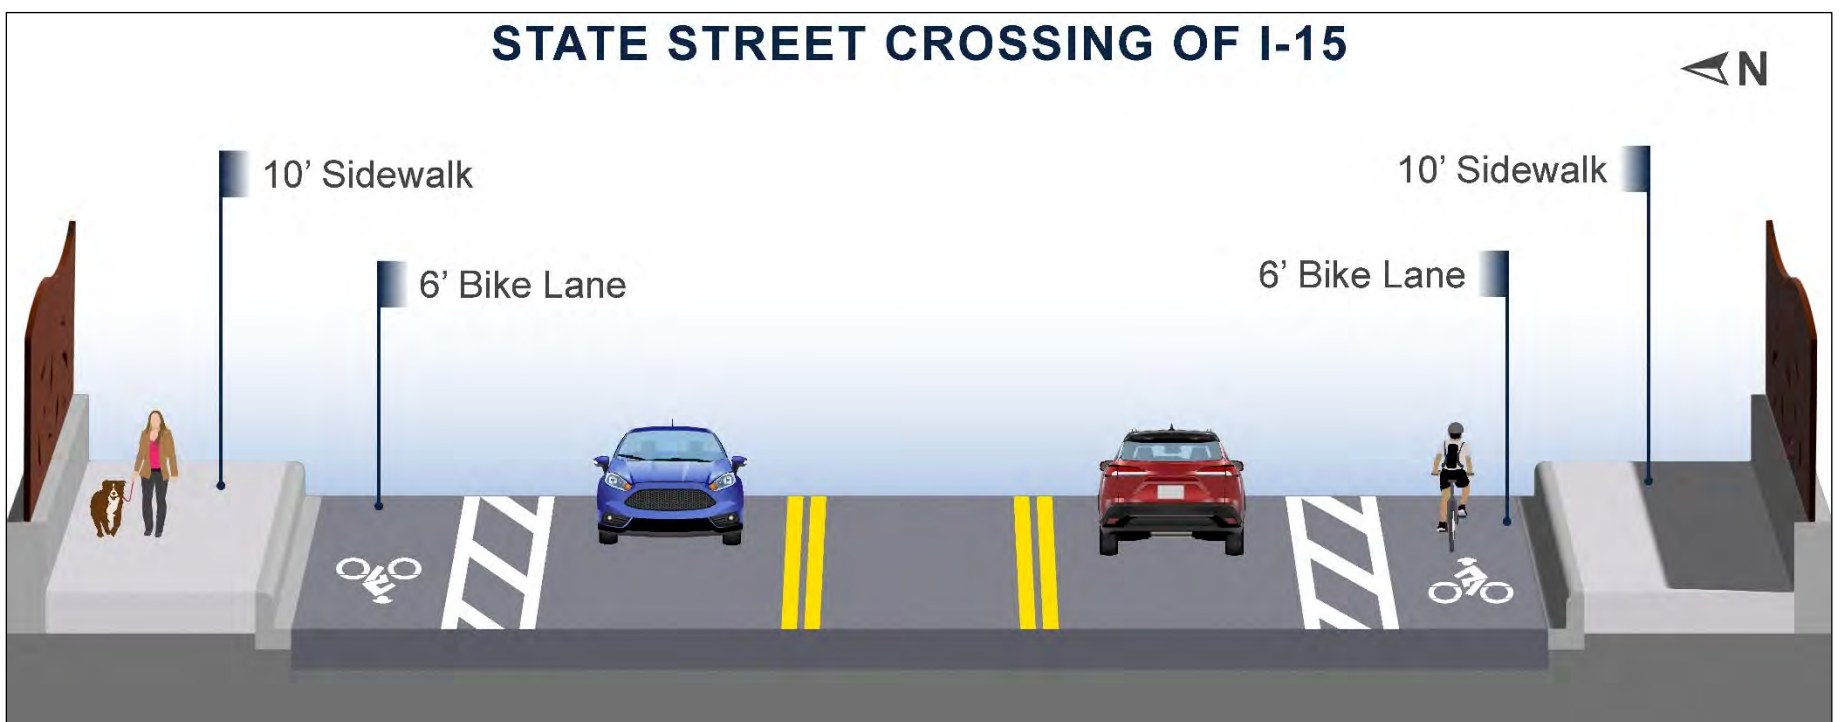 STATE STREET CROSSING OF I-15
N
10’ Sidewalk
10’ Sidewalk
6’ Bike Lane
6’ Bike Lane